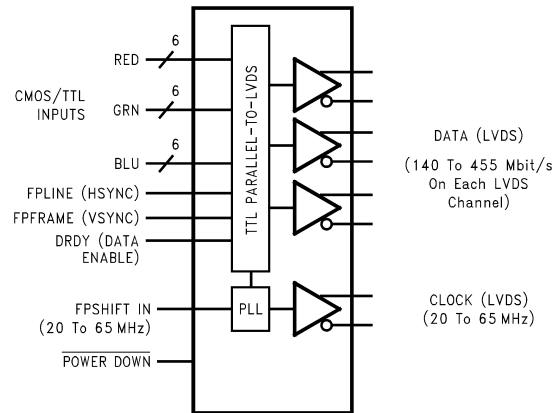 6
RED
6
CMOS/TTL
INPUTS
GRN
6
BLU
FPLINE (HSYNC)
FPFRAME (VSYNC)
DRDY (DATA
ENABLE)
FPSHIFT IN
(20 To 65 MHz)
POWER DOWN
TTL PARALLEL-TO-LVDS
PLL
DATA (LVDS)
(140 To 455 Mbit/s
On Each LVDS
Channel)
CLOCK (LVDS)
(20 To 65 MHz)